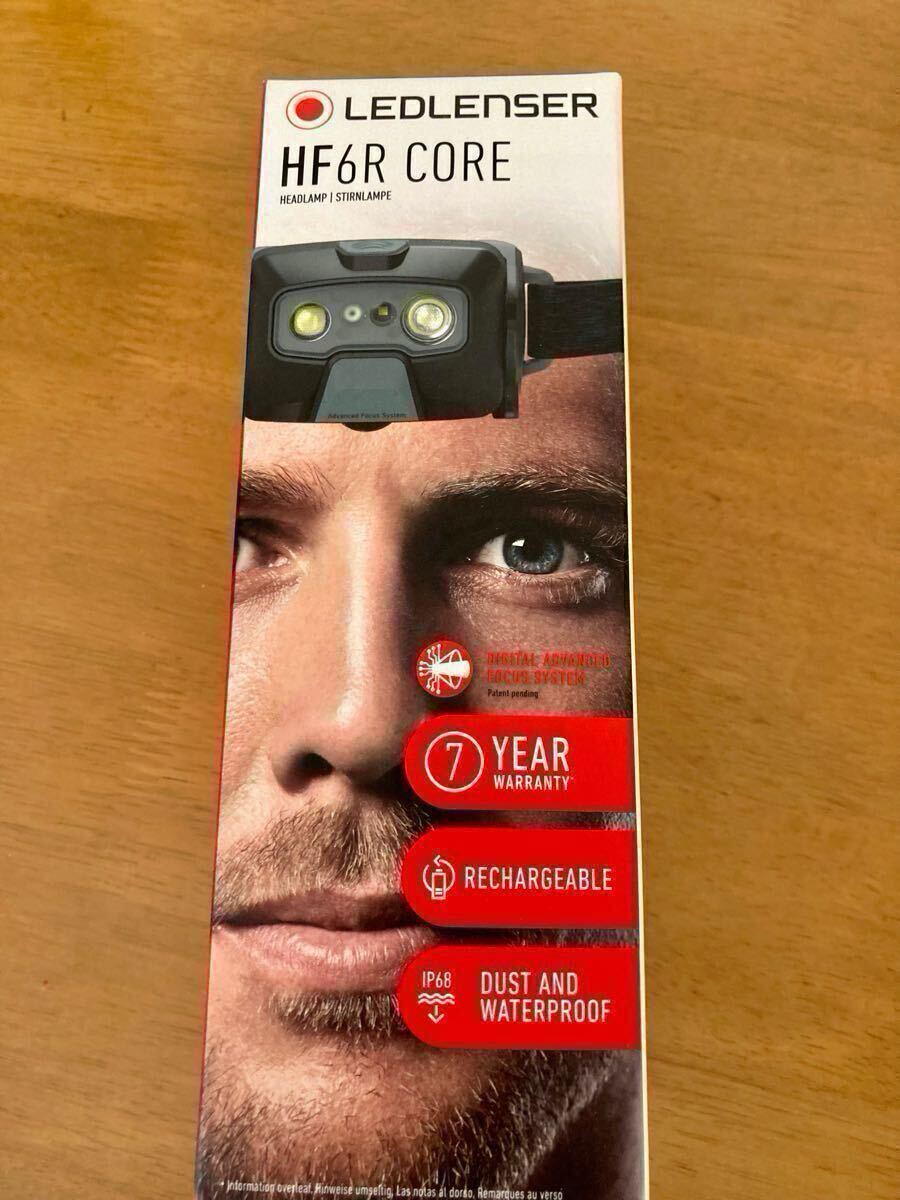 LEDLENSER
HF6R CORE
HEADLAMP | STIRNLAMPE
Advanced Focus System
DIGITAL ADVANCED
FOCUS SYSTEM
Patent pending
7 YEAR
WARRANTY*
RECHARGEABLE
IP68
DUST AND
WATERPROOF
* Information overleaf, Hinweise umseitig, Las notas al dorso, Remarques au verso